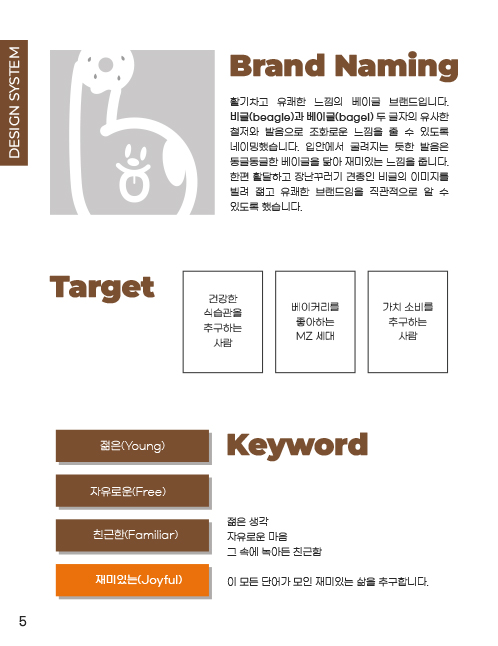 DESIGN SYSTEM
Brand Naming
활기차고 유쾌한 느낌의 베이글 브랜드입니다.
비글(beagle)과 베이글(bagel) 두 글자의 유사한
철저와 발음으로 조화로운 느낌을 줄 수 있도록
네이밍했습니다. 입안에서 굴려지는 듯한 발음은
동글동글한 베이글을 닮아 재미있는 느낌을 줍니다.
한편 활달하고 장난꾸러기 견종인 비글의 이미지를
빌려 젊고 유쾌한 브랜드임을 직관적으로 알 수
있도록 했습니다.
Target
건강한
식습관을
추구하는
사람
베이커리를
좋아하는
MZ 세대
가치 소비를
추구하는
사람
Keyword
젊은(Young)
자유로운(Free)
친근한(Familiar)
재미있는(Joyful)
젊은 생각
자유로운 마음
그 속에 녹아든 친근함
이 모든 단어가 모인 재미있는 삶을 추구합니다.
5